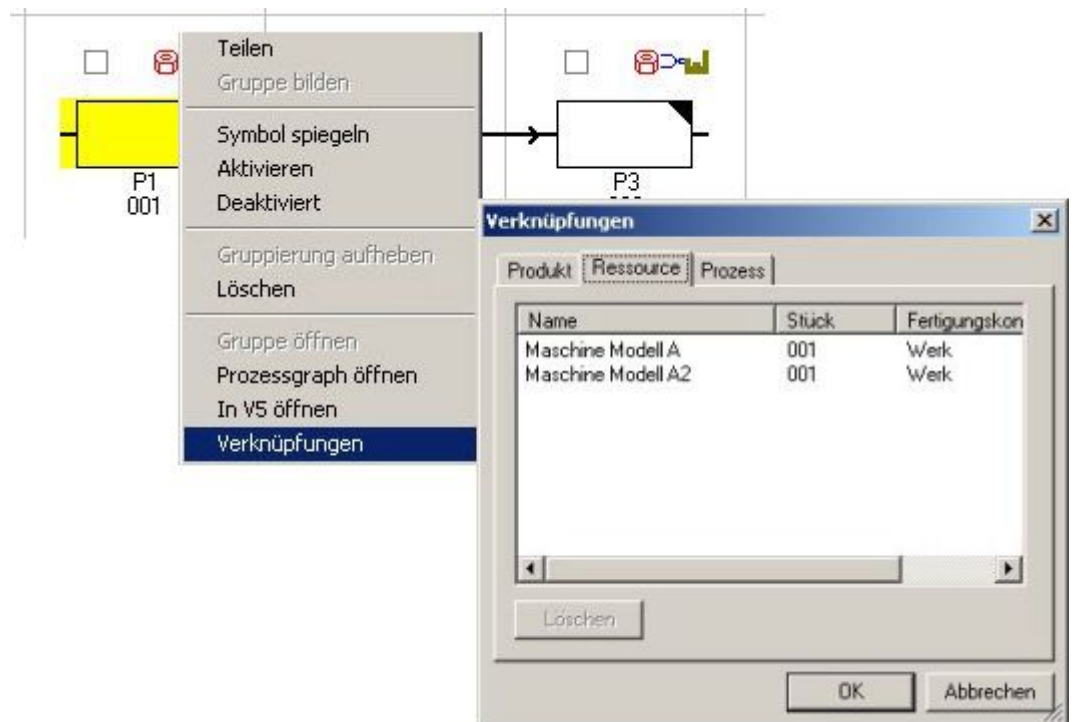 Teilen
Gruppe bilden
Symbol spiegeln
Aktivieren
Deaktiviert
Gruppierung aufheben
Löschen
Gruppe öffnen
Prozessgraph öffnen
In V5 öffnen
Verknüpfungen
P1
001
P3
Verknüpfungen
Produkt Ressource Prozess
Name Stück Fertigungskon
Maschine Modell A 001 Werk
Maschine Modell A2 001 Werk
Löschen
OK Abbrechen